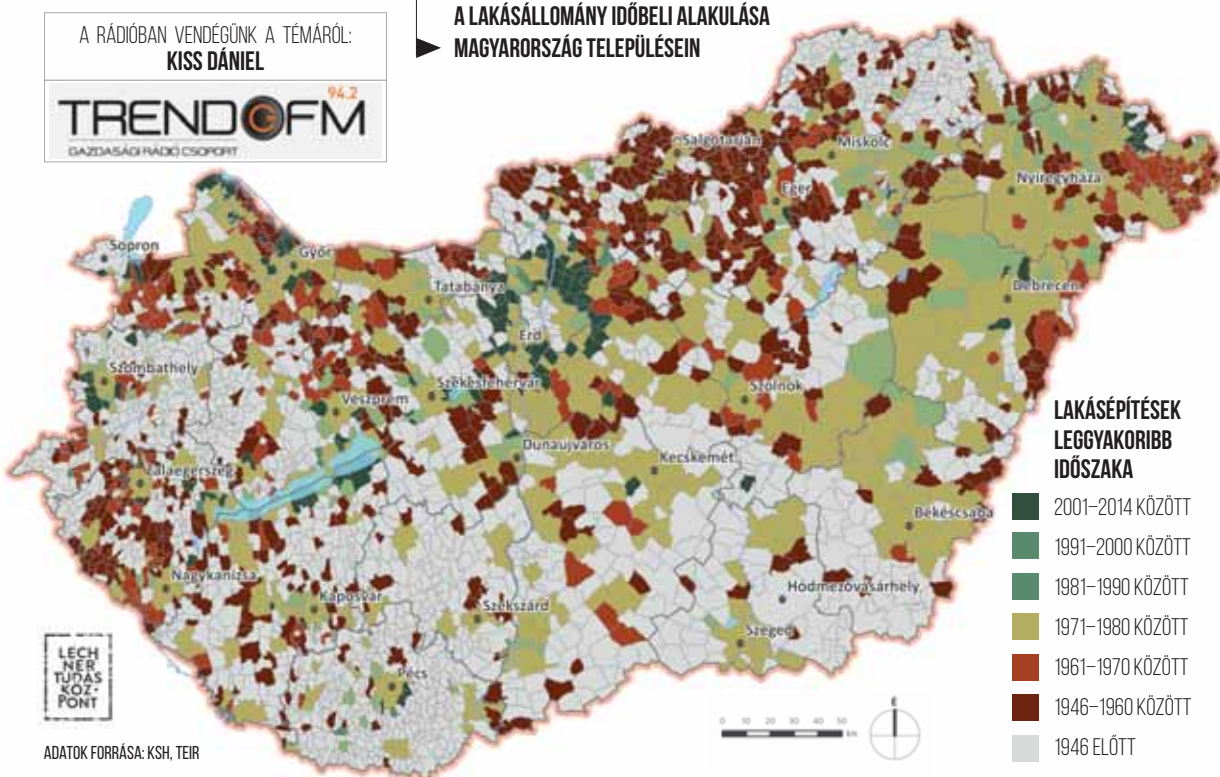 A RÁDIÓBAN VENDÉGÜNK A TÉMÁRÓL:
KISS DÁNIEL
94.2
TREND FM
GAZDASÁGI RÁDIÓ CSOPORT
A LAKÁSÁLLOMÁNY IDŐBELI ALAKULÁSA
MAGYARORSZÁG TELEPÜLÉSEIN
Salgótarján
Miskolc
Nyíregyháza
Eger
Sopron
Győr
Tatabánya
Debrecen
Érd
Szombathely
Székesfehérvár
Szolnok
Veszprém
Dunaújváros
Kecskemét
Zalaegerszeg
Békéscsaba
Nagykanizsa
Kaposvár
Szekszárd
Hódmezővásárhely
Szeged
Pécs
LAKÁSÉPÍTÉSEK
LEGGYAKORIBB
IDŐSZAKA
2001–2014 KÖZÖTT
1991–2000 KÖZÖTT
1981–1990 KÖZÖTT
1971–1980 KÖZÖTT
1961–1970 KÖZÖTT
1946–1960 KÖZÖTT
1946 ELŐTT
LECH
NER
TUDÁS
KÖZ-
PONT
0 10 20 30 40 50
km
É
ADATOK FORRÁSA: KSH, TEIR